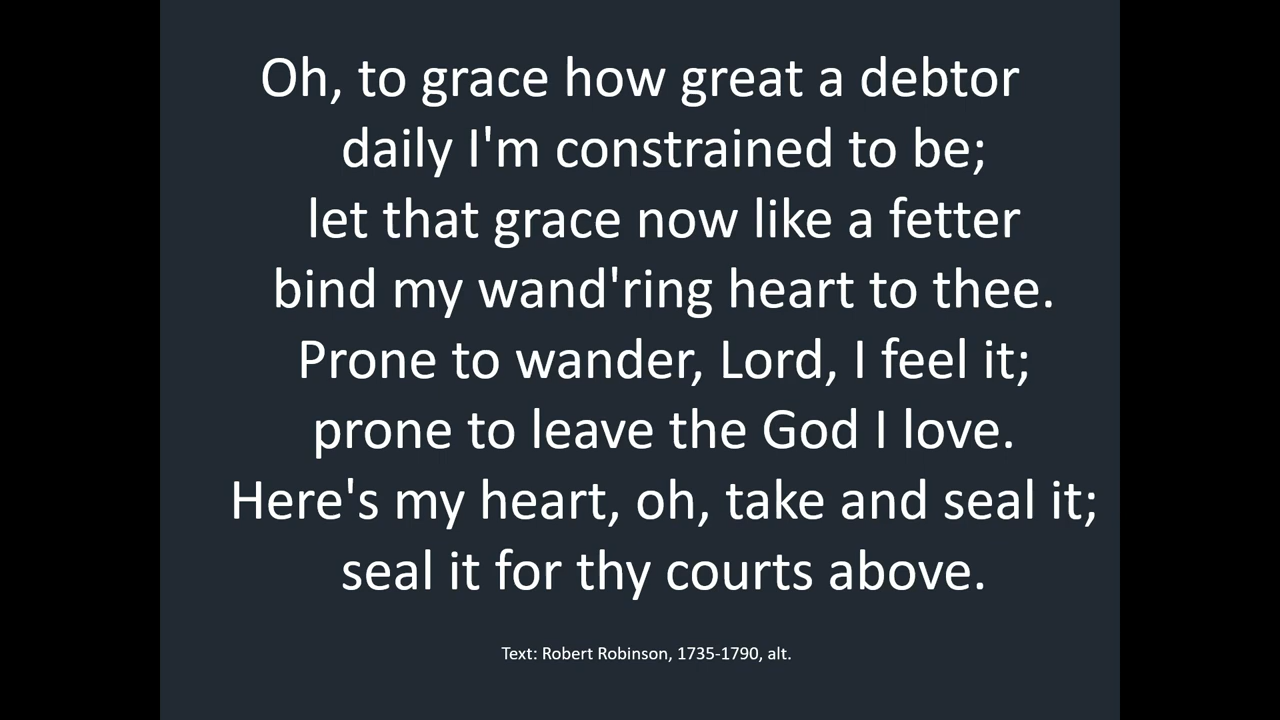 Oh, to grace how great a debtor
daily I'm constrained to be;
let that grace now like a fetter
bind my wand'ring heart to thee.
Prone to wander, Lord, I feel it;
prone to leave the God I love.
Here's my heart, oh, take and seal it;
seal it for thy courts above.
Text: Robert Robinson, 1735-1790, alt.